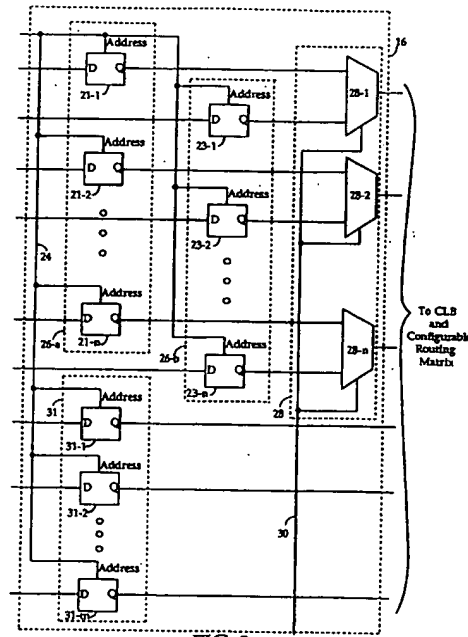 16
Address
D Q
21-1
28-1
Address
D Q
23-1
Address
D Q
21-2
28-2
Address
D Q
23-2
24
Address
D Q
21-n
26-a
28-n
To CLB
and
Configurable
Routing
Matrix
Address
D Q
23-n
26-b
28
31
Address
D Q
31-1
Address
D Q
31-2
30
Address
D Q
31-m